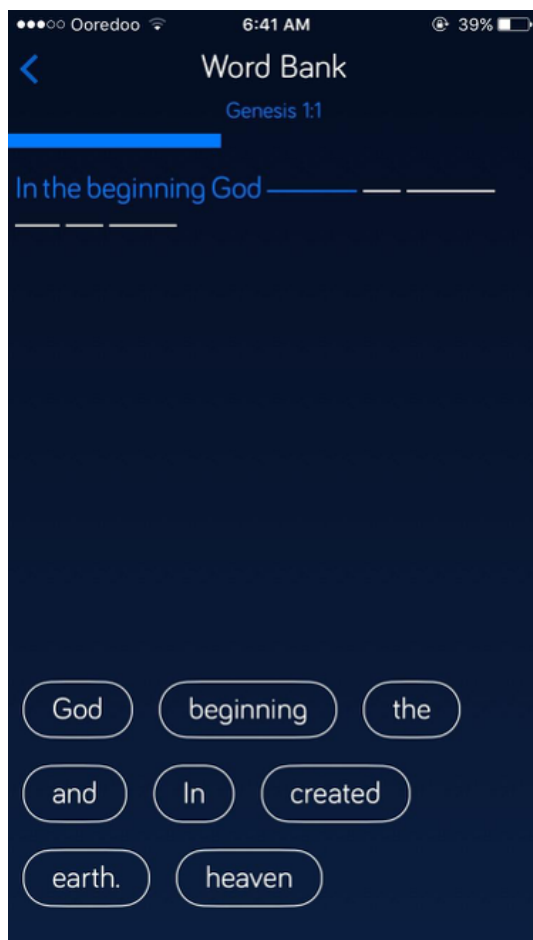 Ooredoo 6:41 AM 39%
Word Bank
Genesis 1:1
In the beginning God
God beginning the
and In created
earth. heaven